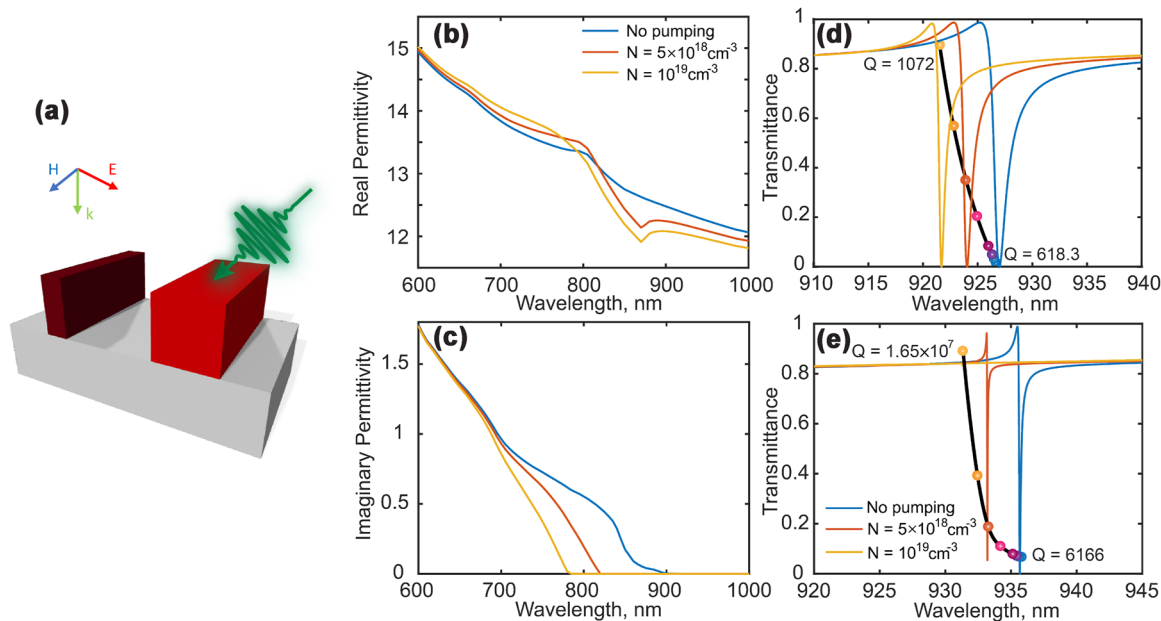 (a)
H
E
k
(b)
No pumping
N = 5×10¹⁸cm⁻³
N = 10¹⁹cm⁻³
Real Permittivity
15
14
13
12
600
700
800
900
1000
Wavelength, nm
(c)
Imaginary Permittivity
1.5
1
0.5
0
600
700
800
900
1000
Wavelength, nm
(d)
Q = 1072
Q = 618.3
Transmittance
1
0.8
0.6
0.4
0.2
0
910
915
920
925
930
935
940
Wavelength, nm
(e)
Q = 1.65×10⁷
Q = 6166
No pumping
N = 5×10¹⁸cm⁻³
N = 10¹⁹cm⁻³
Transmittance
1
0.8
0.6
0.4
0.2
0
920
925
930
935
940
945
Wavelength, nm